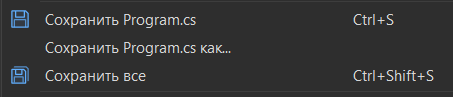 Сохранить Program.cs Ctrl+S
Сохранить Program.cs как...
Сохранить все Ctrl+Shift+S